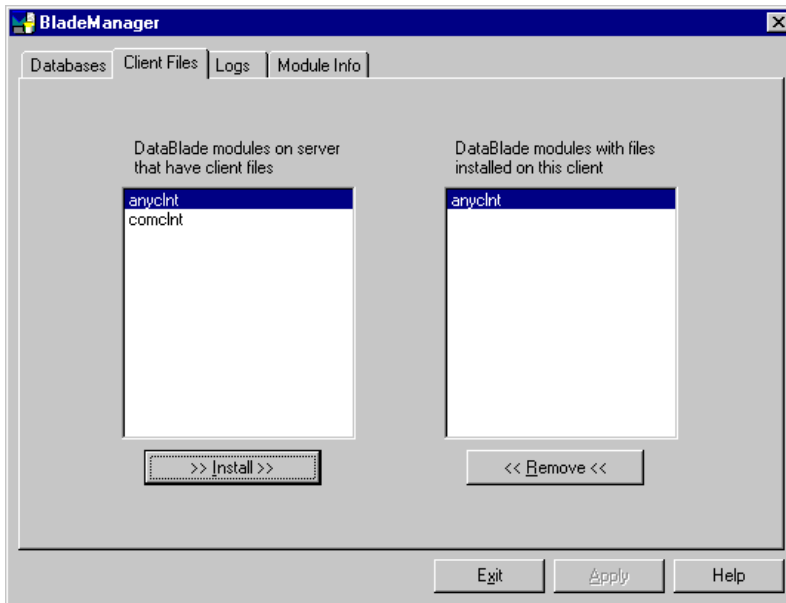 BladeManager
Databases Client Files Logs Module Info
DataBlade modules on server
that have client files
anyclnt
comclnt
>> Install >>
DataBlade modules with files
installed on this client
anyclnt
<< Remove <<
Exit Apply Help